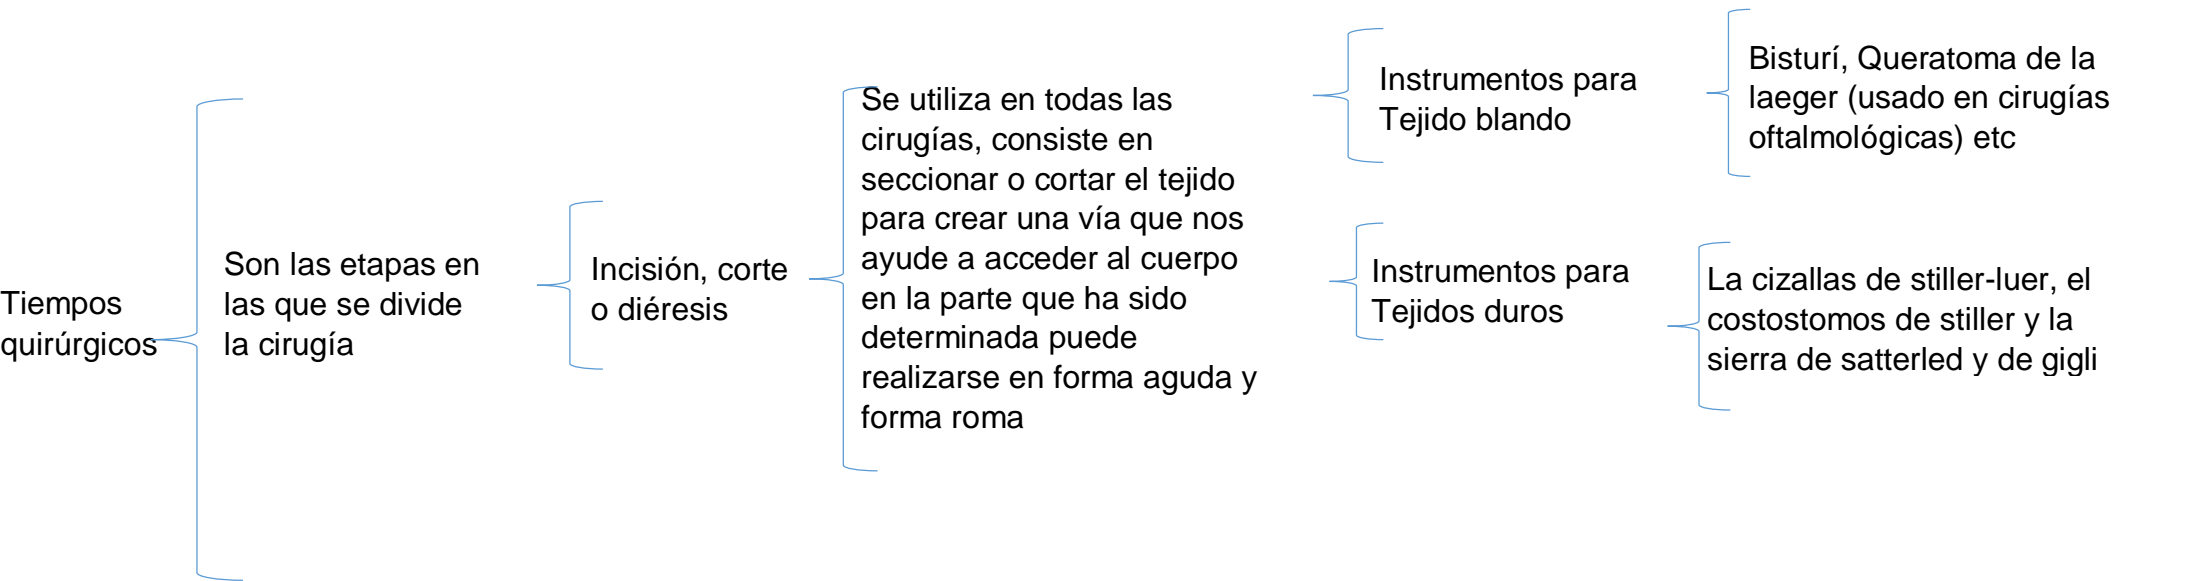 Tiempos
quirúrgicos
Son las etapas en
las que se divide
la cirugía
Incisión, corte
o diéresis
Se utiliza en todas las
cirugías, consiste en
seccionar o cortar el tejido
para crear una vía que nos
ayude a acceder al cuerpo
en la parte que ha sido
determinada puede
realizarse en forma aguda y
forma roma
Instrumentos para
Tejido blando
Bisturí, Queratoma de la
laeger (usado en cirugías
oftalmológicas) etc
Instrumentos para
Tejidos duros
La cizallas de stiller-luer, el
costostomos de stiller y la
sierra de satterled y de gigli